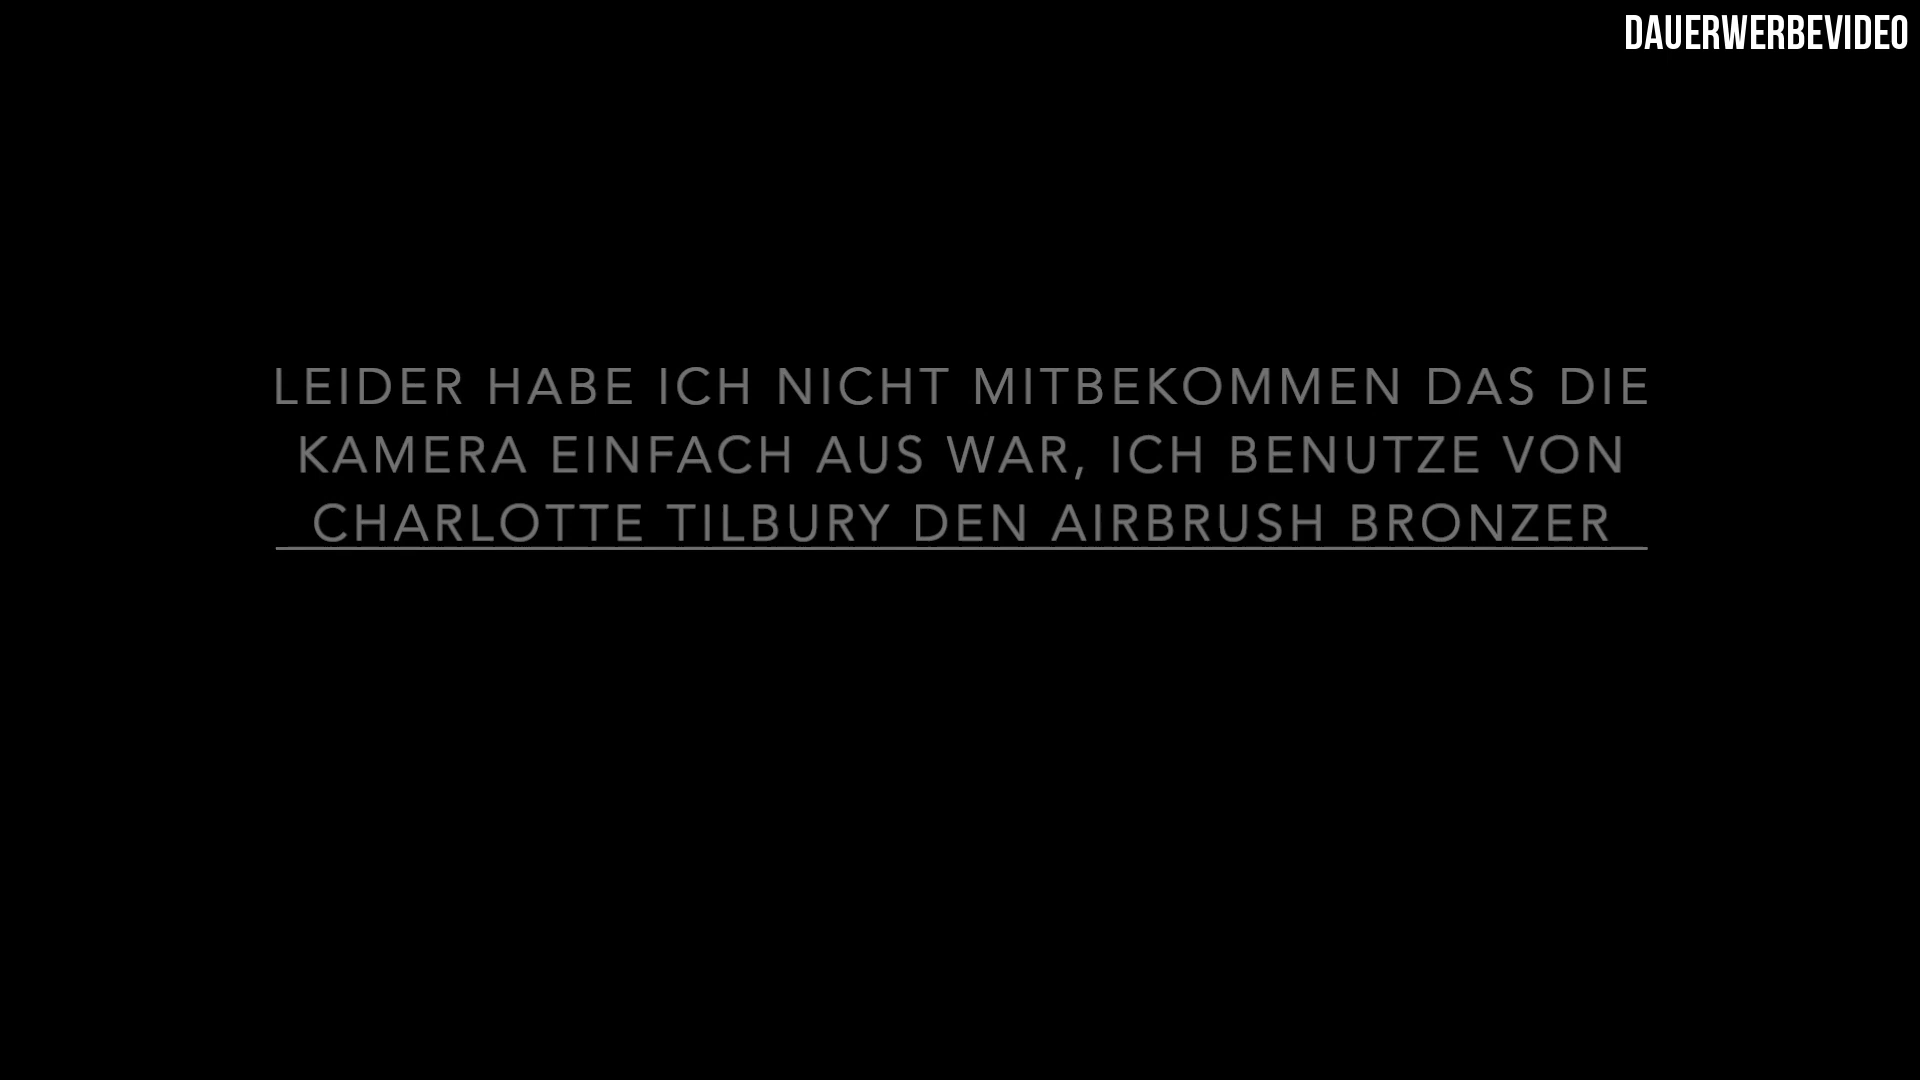 DAUERWERBEVIDEO
LEIDER HABE ICH NICHT MITBEKOMMEN DAS DIE
KAMERA EINFACH AUS WAR, ICH BENUTZE VON
CHARLOTTE TILBURY DEN AIRBRUSH BRONZER